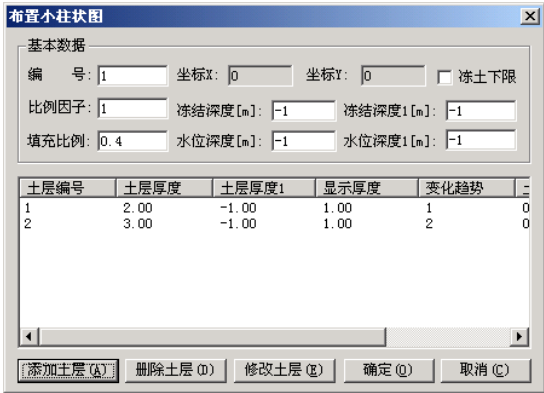 布置小柱状图
基本数据
编 号: 1 坐标X: 0 坐标Y: 0 冻土下限
比例因子: 1 冻结深度[m]: -1 冻结深度1[m]: -1
填充比例: 0.4 水位深度[m]: -1 水位深度1[m]: -1
土层编号 土层厚度 土层厚度1 显示厚度 变化趋势
1 2.00 -1.00 1.00 1 0
2 3.00 -1.00 1.00 2 0
添加土层(A) 删除土层(D) 修改土层(E) 确定(O) 取消(C)